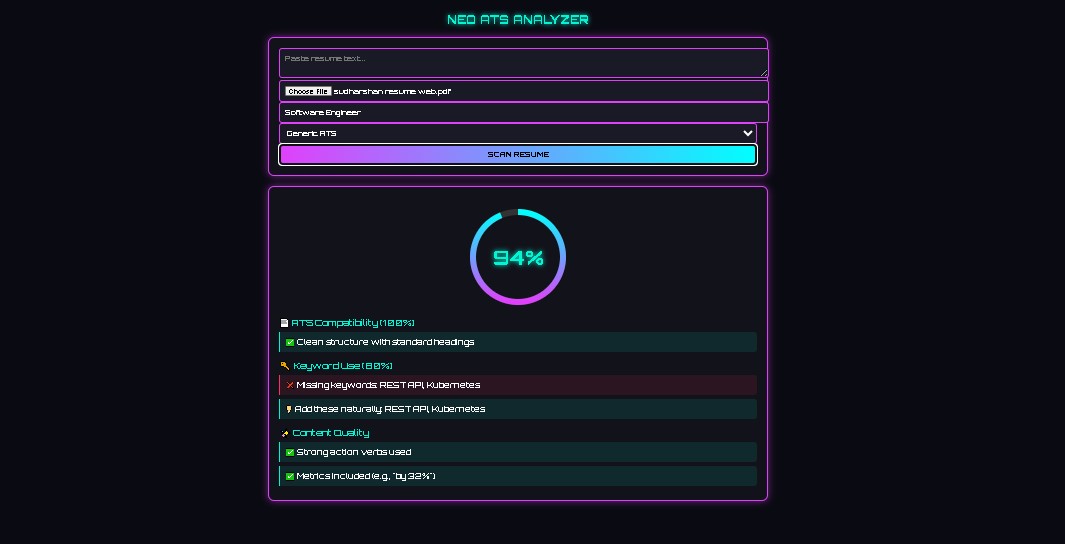 NEO ATS ANALYZER
Paste resume text...
Choose File sudharshan resume web.pdf
Software Engineer
Generic ATS
SCAN RESUME
94%
ATS Compatibility (100%)
Clean structure with standard headings
Keyword Use (80%)
Missing keywords: REST API, Kubernetes
Add these naturally: REST API, Kubernetes
Content Quality
Strong action verbs used
Metrics included (e.g., "by 32%")